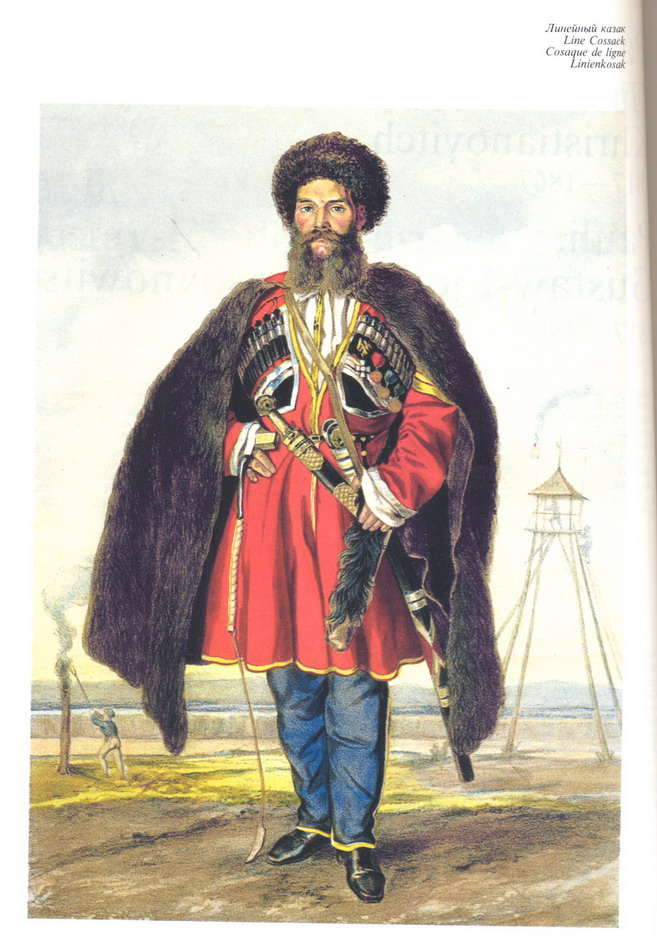 Линейный казак
Line Cossack
Cosaque de ligne
Linienkosak